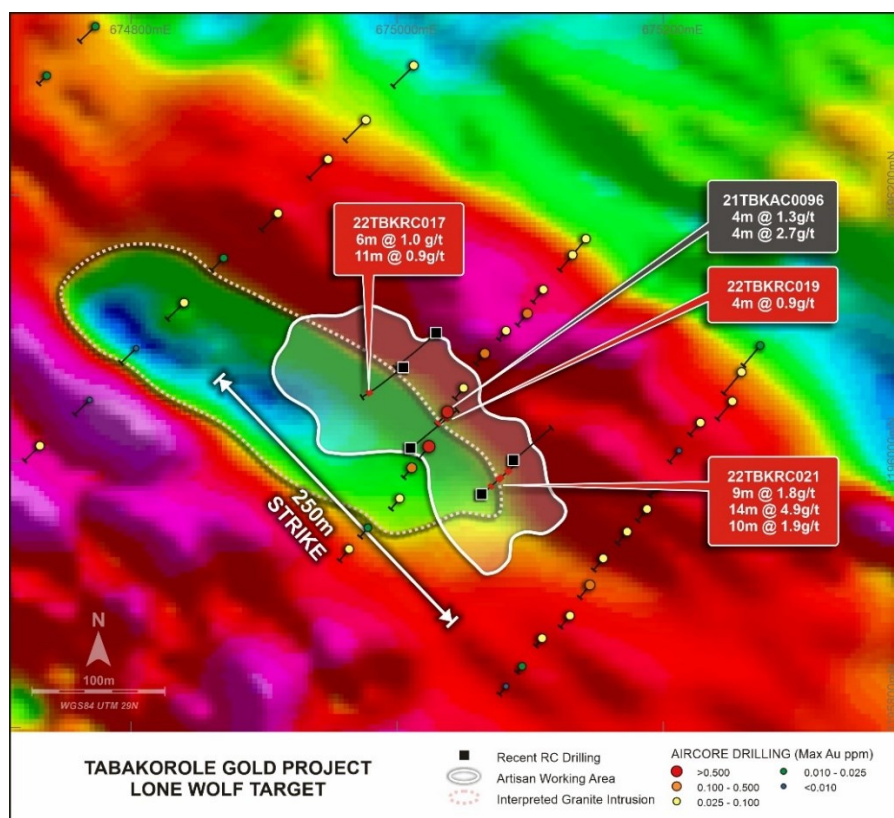 674800mE
675000mE
675200mE
21TBKAC0096
4m @ 1.3g/t
4m @ 2.7g/t
22TBKRC017
6m @ 1.0 g/t
11m @ 0.9g/t
22TBKRC019
4m @ 0.9g/t
22TBKRC021
9m @ 1.8g/t
14m @ 4.9g/t
10m @ 1.9g/t
250m
STRIKE
N
100m
WGS84 UTM 29N
TABAKOROLE GOLD PROJECT
LONE WOLF TARGET
Recent RC Drilling
Artisan Working Area
Interpreted Granite Intrusion
AIRCORE DRILLING (Max Au ppm)
>0.500
0.100 - 0.500
0.025 - 0.100
0.010 - 0.025
<0.010